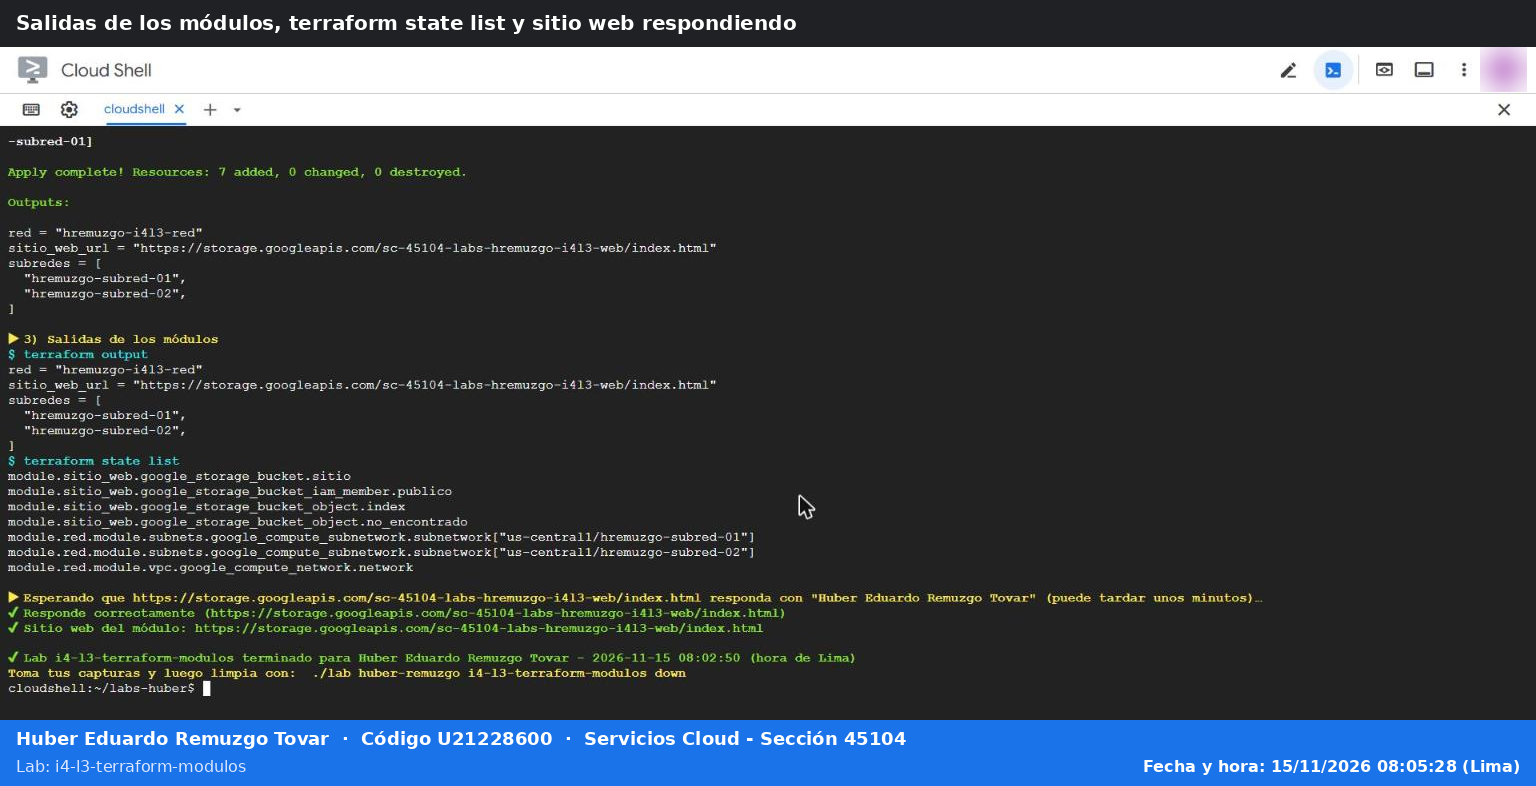 Salidas de los módulos, terraform state list y sitio web respondiendo
Cloud Shell
cloudshell
-subred-01]
Apply complete! Resources: 7 added, 0 changed, 0 destroyed.
Outputs:
red = "hremuzgo-i4l3-red"
sitio_web_url = "https://storage.googleapis.com/sc-45104-labs-hremuzgo-i4l3-web/index.html"
subredes = [
  "hremuzgo-subred-01",
  "hremuzgo-subred-02",
]
▶ 3) Salidas de los módulos
$ terraform output
red = "hremuzgo-i4l3-red"
sitio_web_url = "https://storage.googleapis.com/sc-45104-labs-hremuzgo-i4l3-web/index.html"
subredes = [
  "hremuzgo-subred-01",
  "hremuzgo-subred-02",
]
$ terraform state list
module.sitio_web.google_storage_bucket.sitio
module.sitio_web.google_storage_bucket_iam_member.publico
module.sitio_web.google_storage_bucket_object.index
module.sitio_web.google_storage_bucket_object.no_encontrado
module.red.module.subnets.google_compute_subnetwork.subnetwork["us-central1/hremuzgo-subred-01"]
module.red.module.subnets.google_compute_subnetwork.subnetwork["us-central1/hremuzgo-subred-02"]
module.red.module.vpc.google_compute_network.network
▶ Esperando que https://storage.googleapis.com/sc-45104-labs-hremuzgo-i4l3-web/index.html responda con "Huber Eduardo Remuzgo Tovar" (puede tardar unos minutos)…
✔ Responde correctamente (https://storage.googleapis.com/sc-45104-labs-hremuzgo-i4l3-web/index.html)
✔ Sitio web del módulo: https://storage.googleapis.com/sc-45104-labs-hremuzgo-i4l3-web/index.html
✔ Lab i4-l3-terraform-modulos terminado para Huber Eduardo Remuzgo Tovar - 2026-11-15 08:02:50 (hora de Lima)
Toma tus capturas y luego limpia con:  ./lab huber-remuzgo i4-l3-terraform-modulos down
cloudshell:~/labs-huber$
Huber Eduardo Remuzgo Tovar · Código U21228600 · Servicios Cloud - Sección 45104
Lab: i4-l3-terraform-modulos
Fecha y hora: 15/11/2026 08:05:28 (Lima)